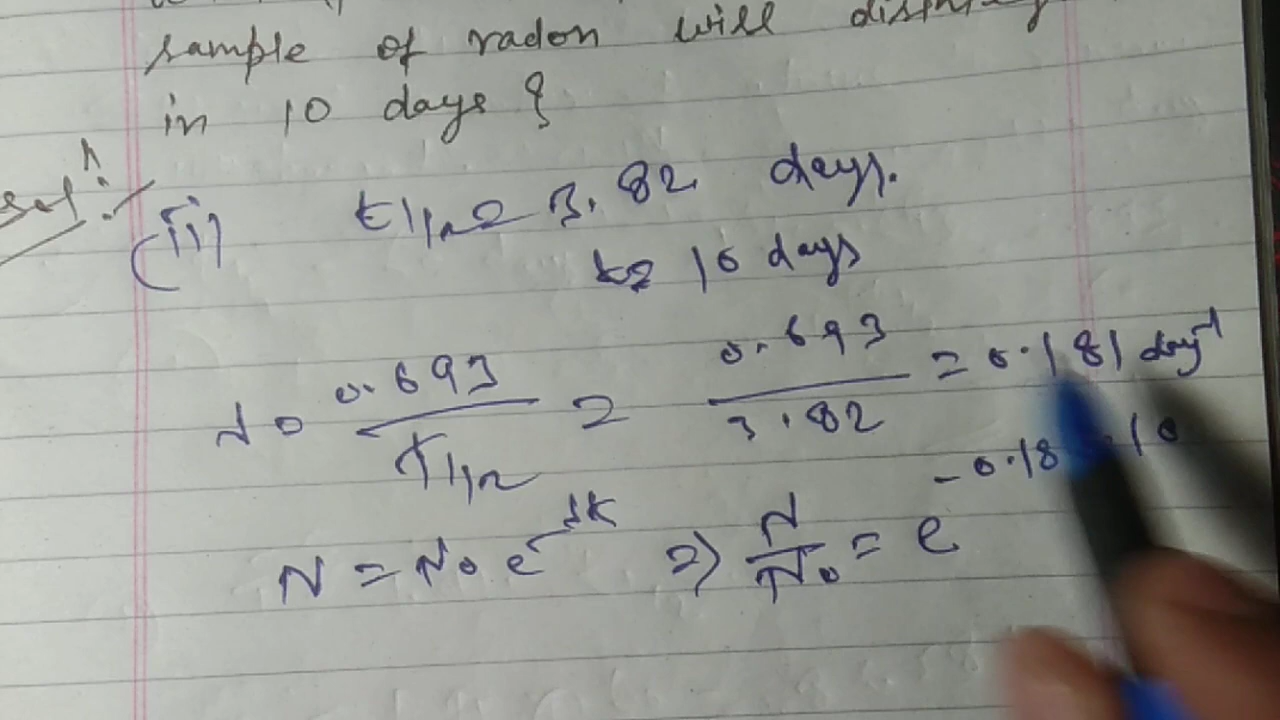 sample of radon will
in 10 days ?
solⁿ:-
(ii) t1/2 = 3.82 days.
t = 10 days
λ = 0.693 / t1/2 = 0.693 / 3.82 = 0.181 day⁻¹
N = N₀ e^-λt ⇒ N/N₀ = e^-0.18 10